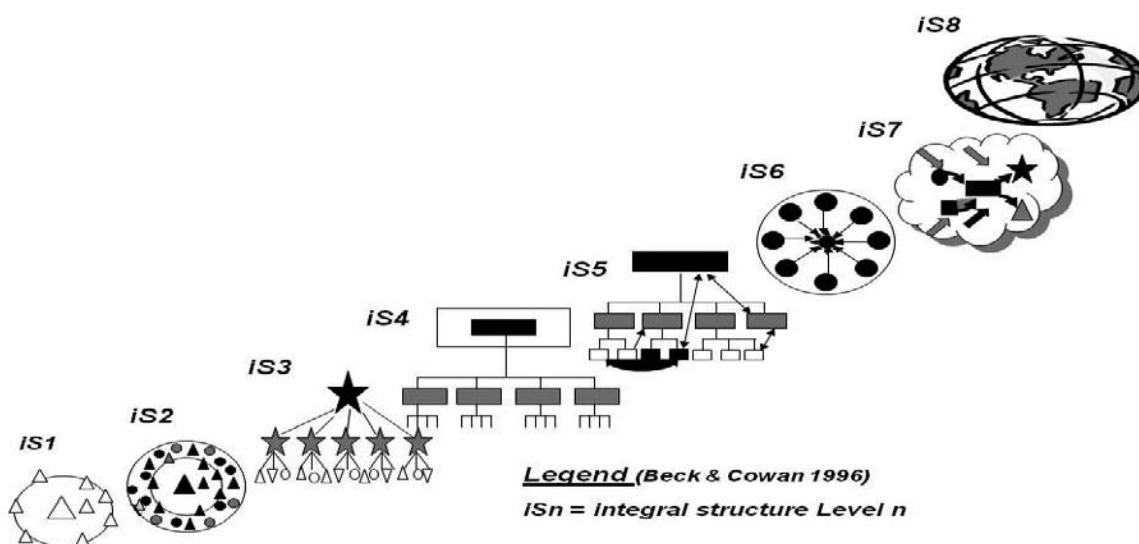 iS8
iS7
iS6
iS5
iS4
iS3
iS2
iS1
Legend (Beck & Cowan 1996)
iSn = integral structure Level n